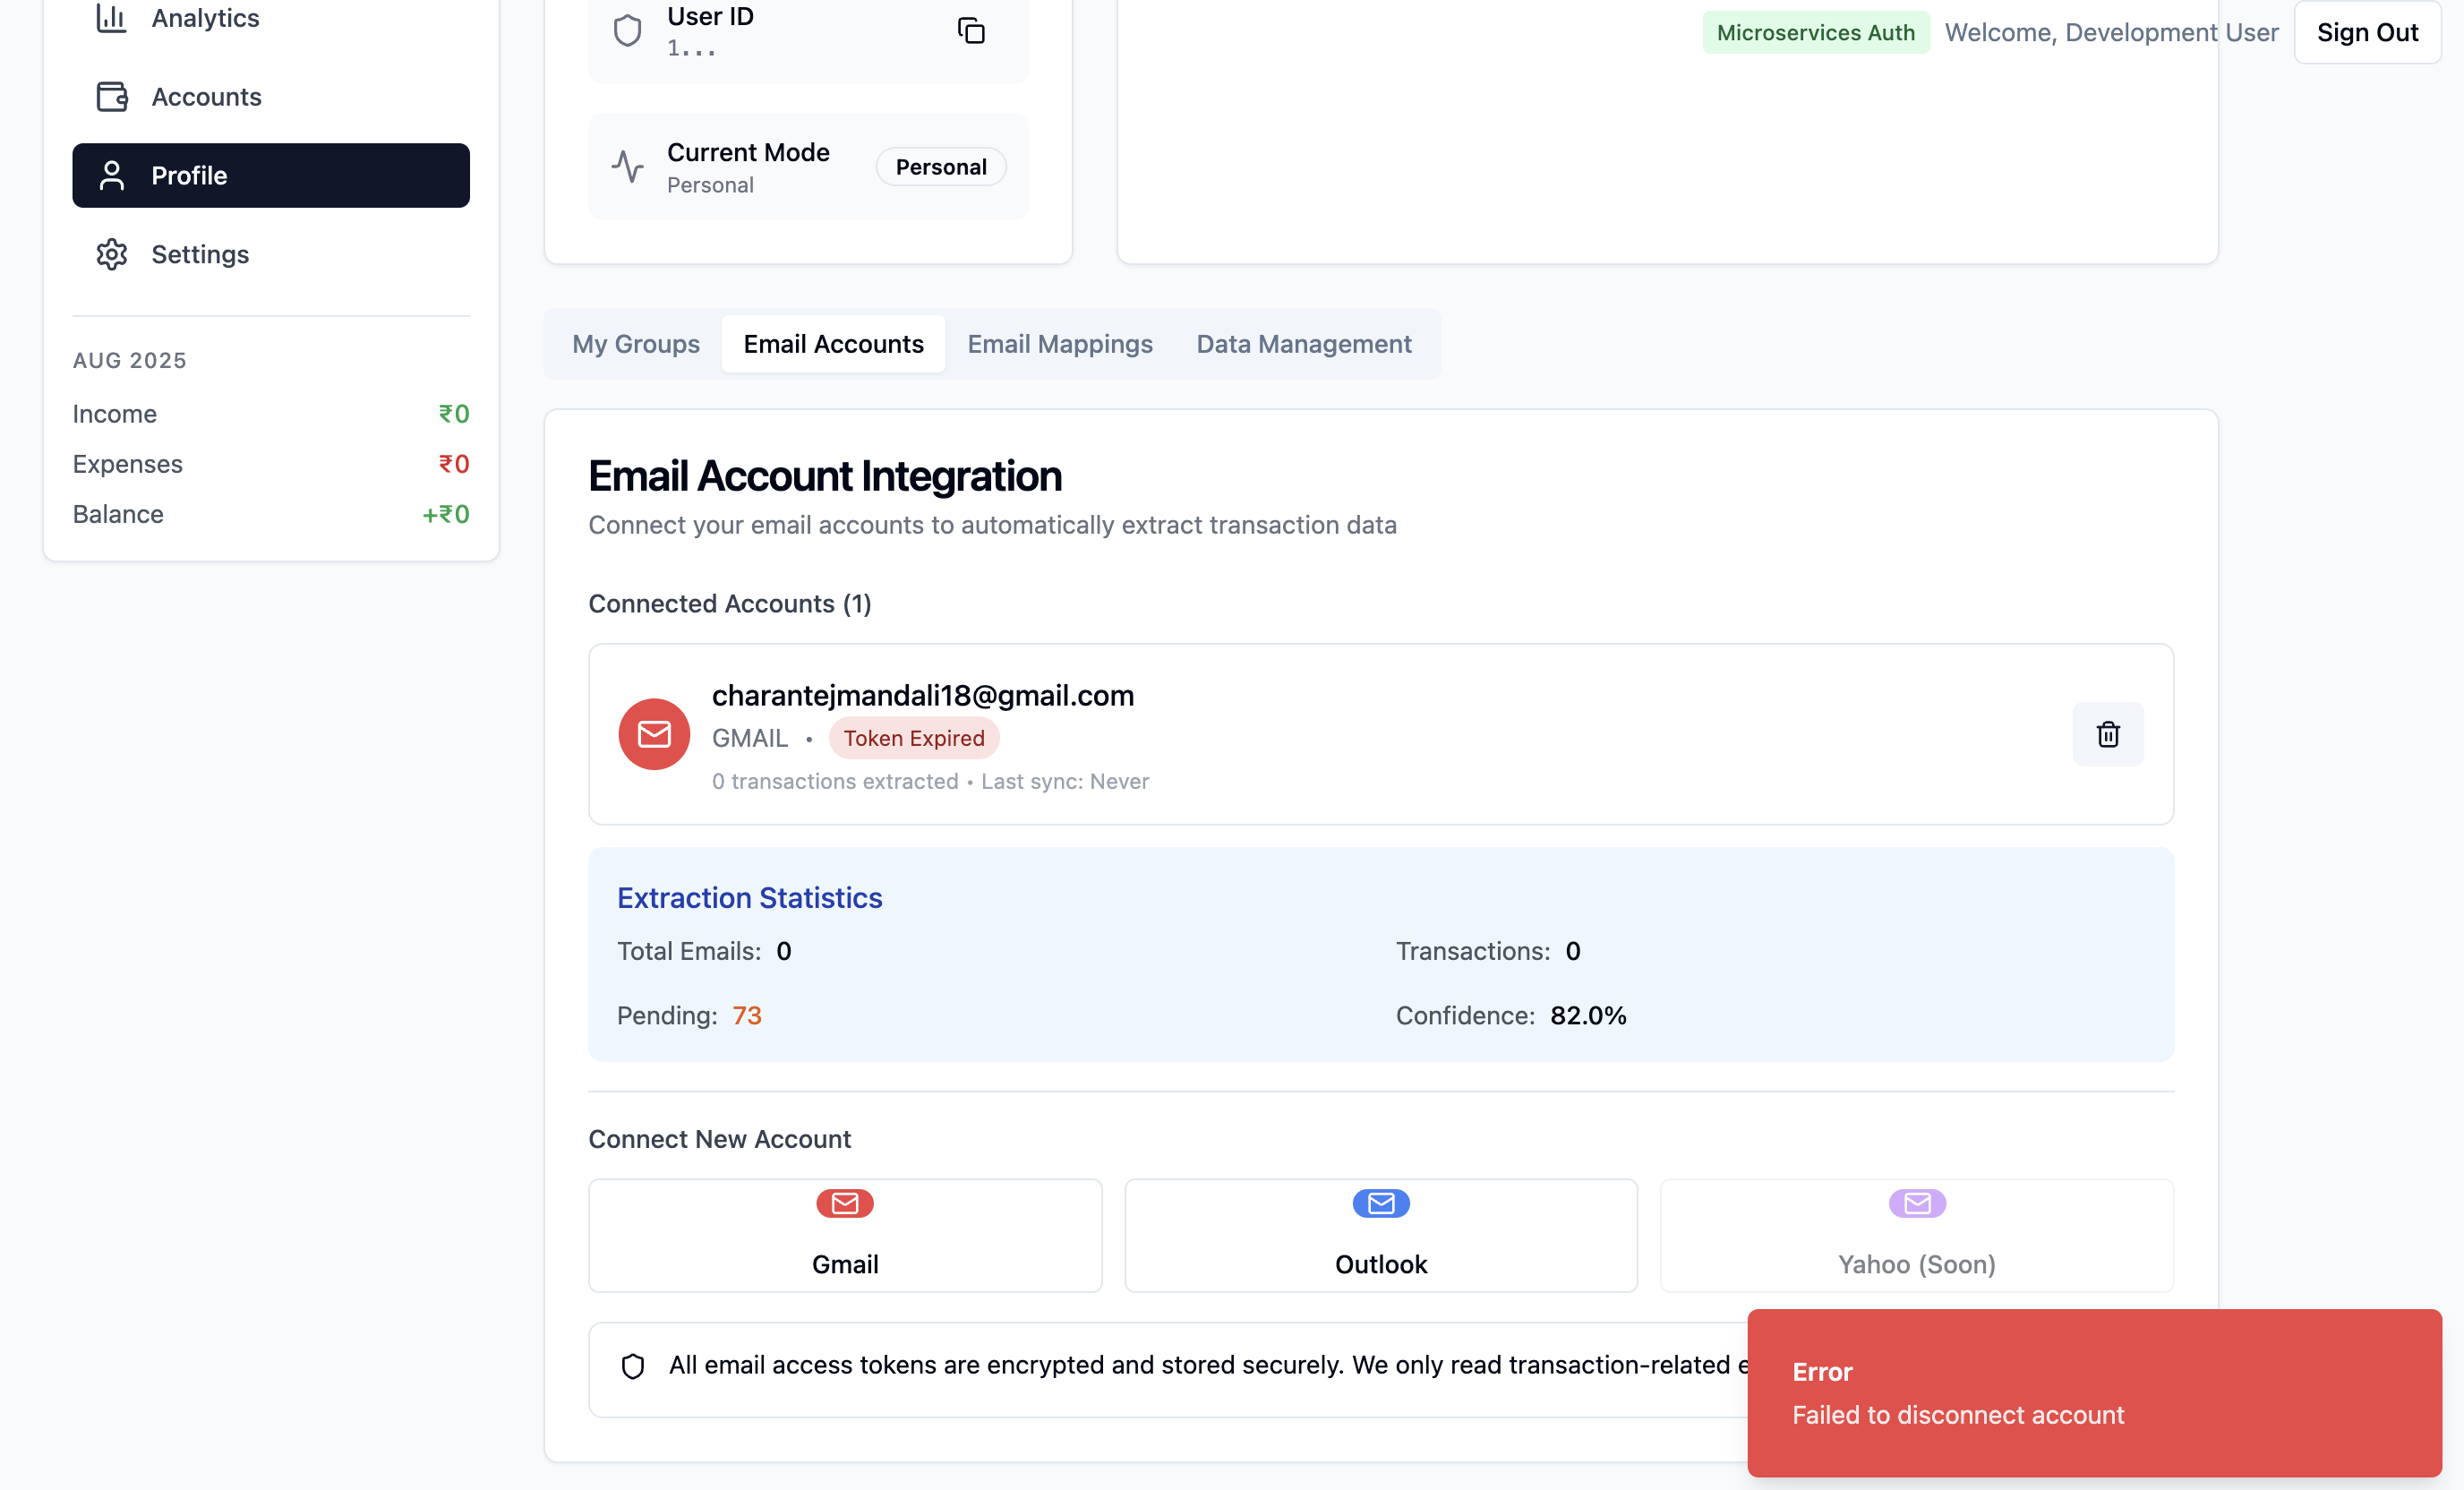 Analytics
Accounts
Profile
Settings
AUG 2025
Income ₹0
Expenses ₹0
Balance +₹0
User ID
1...
Current Mode
Personal
Personal
Microservices Auth
Welcome, Development User
Sign Out
My Groups
Email Accounts
Email Mappings
Data Management
Email Account Integration
Connect your email accounts to automatically extract transaction data
Connected Accounts (1)
charantejmandali18@gmail.com
GMAIL • Token Expired
0 transactions extracted • Last sync: Never
Extraction Statistics
Total Emails: 0
Transactions: 0
Pending: 73
Confidence: 82.0%
Connect New Account
Gmail
Outlook
Yahoo (Soon)
All email access tokens are encrypted and stored securely. We only read transaction-related
Error
Failed to disconnect account